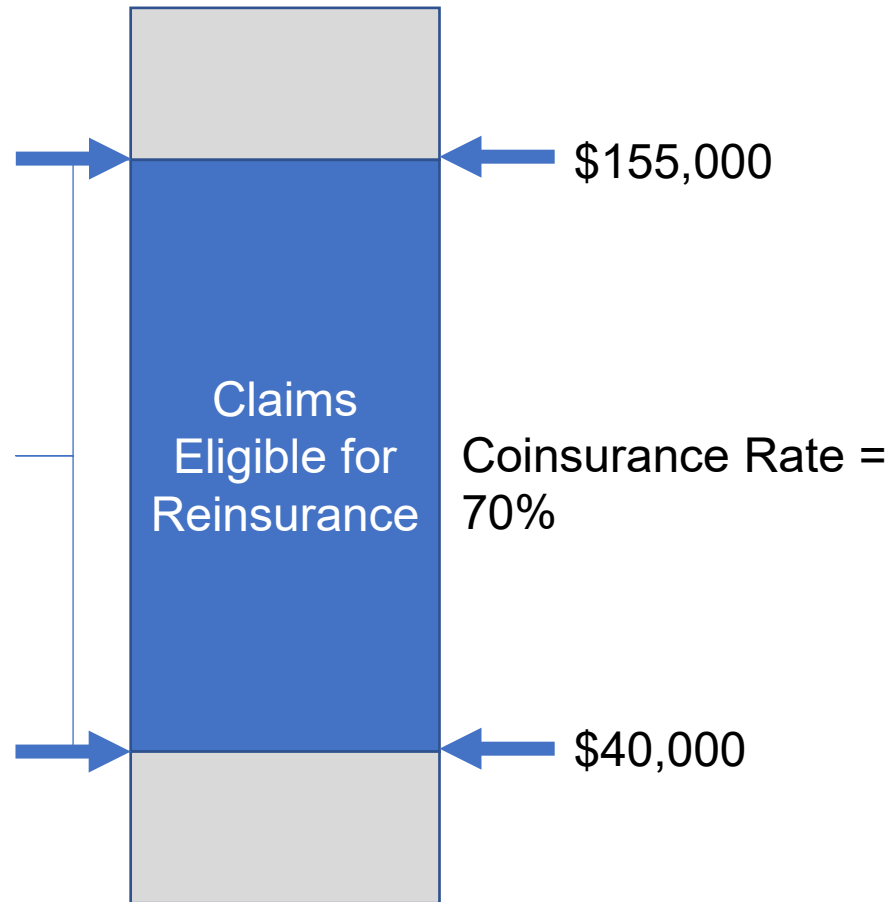 $155,000
Claims
Eligible for
Reinsurance
Coinsurance Rate =
70%
$40,000